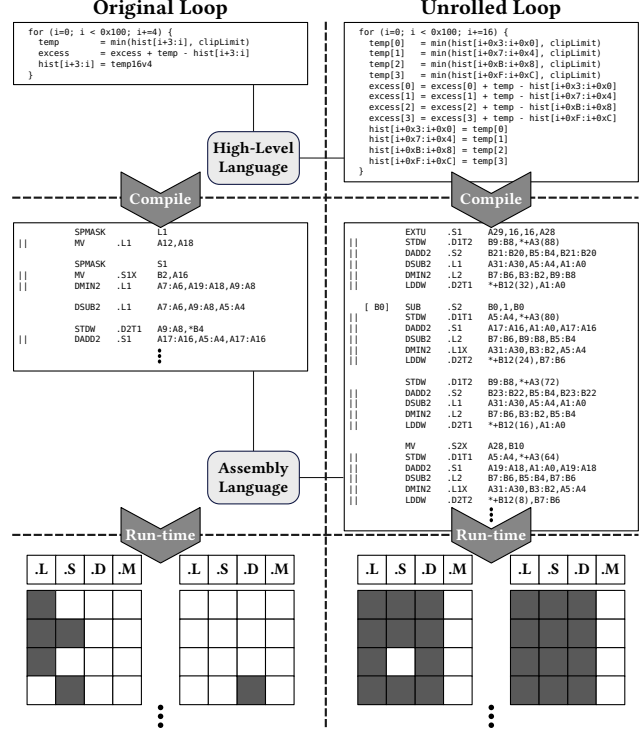 Original Loop
for (i=0; i < 0x100; i+=4) {
temp = min(hist[i+3:i], clipLimit)
excess = excess + temp - hist[i+3:i]
hist[i+3:i] = temp16v4
}
Unrolled Loop
for (i=0; i < 0x100; i+=16) {
temp[0] = min(hist[i+0x3:i+0x0], clipLimit)
temp[1] = min(hist[i+0x7:i+0x4], clipLimit)
temp[2] = min(hist[i+0xB:i+0x8], clipLimit)
temp[3] = min(hist[i+0xF:i+0xC], clipLimit)
excess[0] = excess[0] + temp - hist[i+0x3:i+0x0]
excess[1] = excess[1] + temp - hist[i+0x7:i+0x4]
excess[2] = excess[2] + temp - hist[i+0xB:i+0x8]
excess[3] = excess[3] + temp - hist[i+0xF:i+0xC]
hist[i+0x3:i+0x0] = temp[0]
hist[i+0x7:i+0x4] = temp[1]
hist[i+0xB:i+0x8] = temp[2]
hist[i+0xF:i+0xC] = temp[3]
}
High-Level
Language
Compile
Compile
SPMASK L1
|| MV .L1 A12,A18
SPMASK S1
|| MV .S1X B2,A16
|| DMIN2 .L1 A7:A6,A19:A18,A9:A8
DSUB2 .L1 A7:A6,A9:A8,A5:A4
STDW .D2T1 A9:A8,*B4
|| DADD2 .S1 A17:A16,A5:A4,A17:A16
EXTU .S1 A29,16,16,A28
|| STDW .D1T2 B9:B8,*+A3(88)
|| DADD2 .S2 B21:B20,B5:B4,B21:B20
|| DSUB2 .L1 A31:A30,A5:A4,A1:A0
|| DMIN2 .L2 B7:B6,B3:B2,B9:B8
|| LDDW .D2T1 *+B12(32),A1:A0
[ B0] SUB .S2 B0,1,B0
|| STDW .D1T1 A5:A4,*+A3(80)
|| DADD2 .S1 A17:A16,A1:A0,A17:A16
|| DSUB2 .L2 B7:B6,B9:B8,B5:B4
|| DMIN2 .L1X A31:A30,B3:B2,A5:A4
|| LDDW .D2T2 *+B12(24),B7:B6
STDW .D1T2 B9:B8,*+A3(72)
|| DADD2 .S2 B23:B22,B5:B4,B23:B22
|| DSUB2 .L1 A31:A30,A5:A4,A1:A0
|| DMIN2 .L2 B7:B6,B3:B2,B5:B4
|| LDDW .D2T1 *+B12(16),A1:A0
MV .S2X A28,B10
|| STDW .D1T1 A5:A4,*+A3(64)
|| DADD2 .S1 A19:A18,A1:A0,A19:A18
|| DSUB2 .L2 B7:B6,B5:B4,B7:B6
|| DMIN2 .L1X A31:A30,B3:B2,A5:A4
|| LDDW .D2T2 *+B12(8),B7:B6
Assembly
Language
Run-time
Run-time
.L .S .D .M
.L .S .D .M
.L .S .D .M
.L .S .D .M